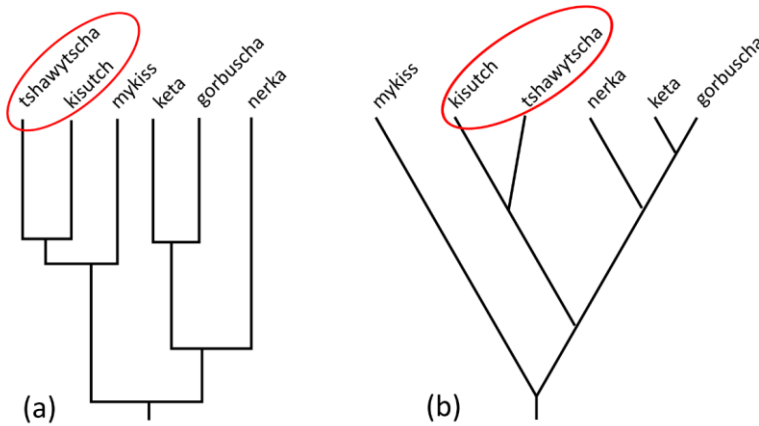 tshawytscha
kisutch
mykiss
keta
gorbuscha
nerka
(a)
mykiss
kisutch
tshawytscha
nerka
keta
gorbuscha
(b)